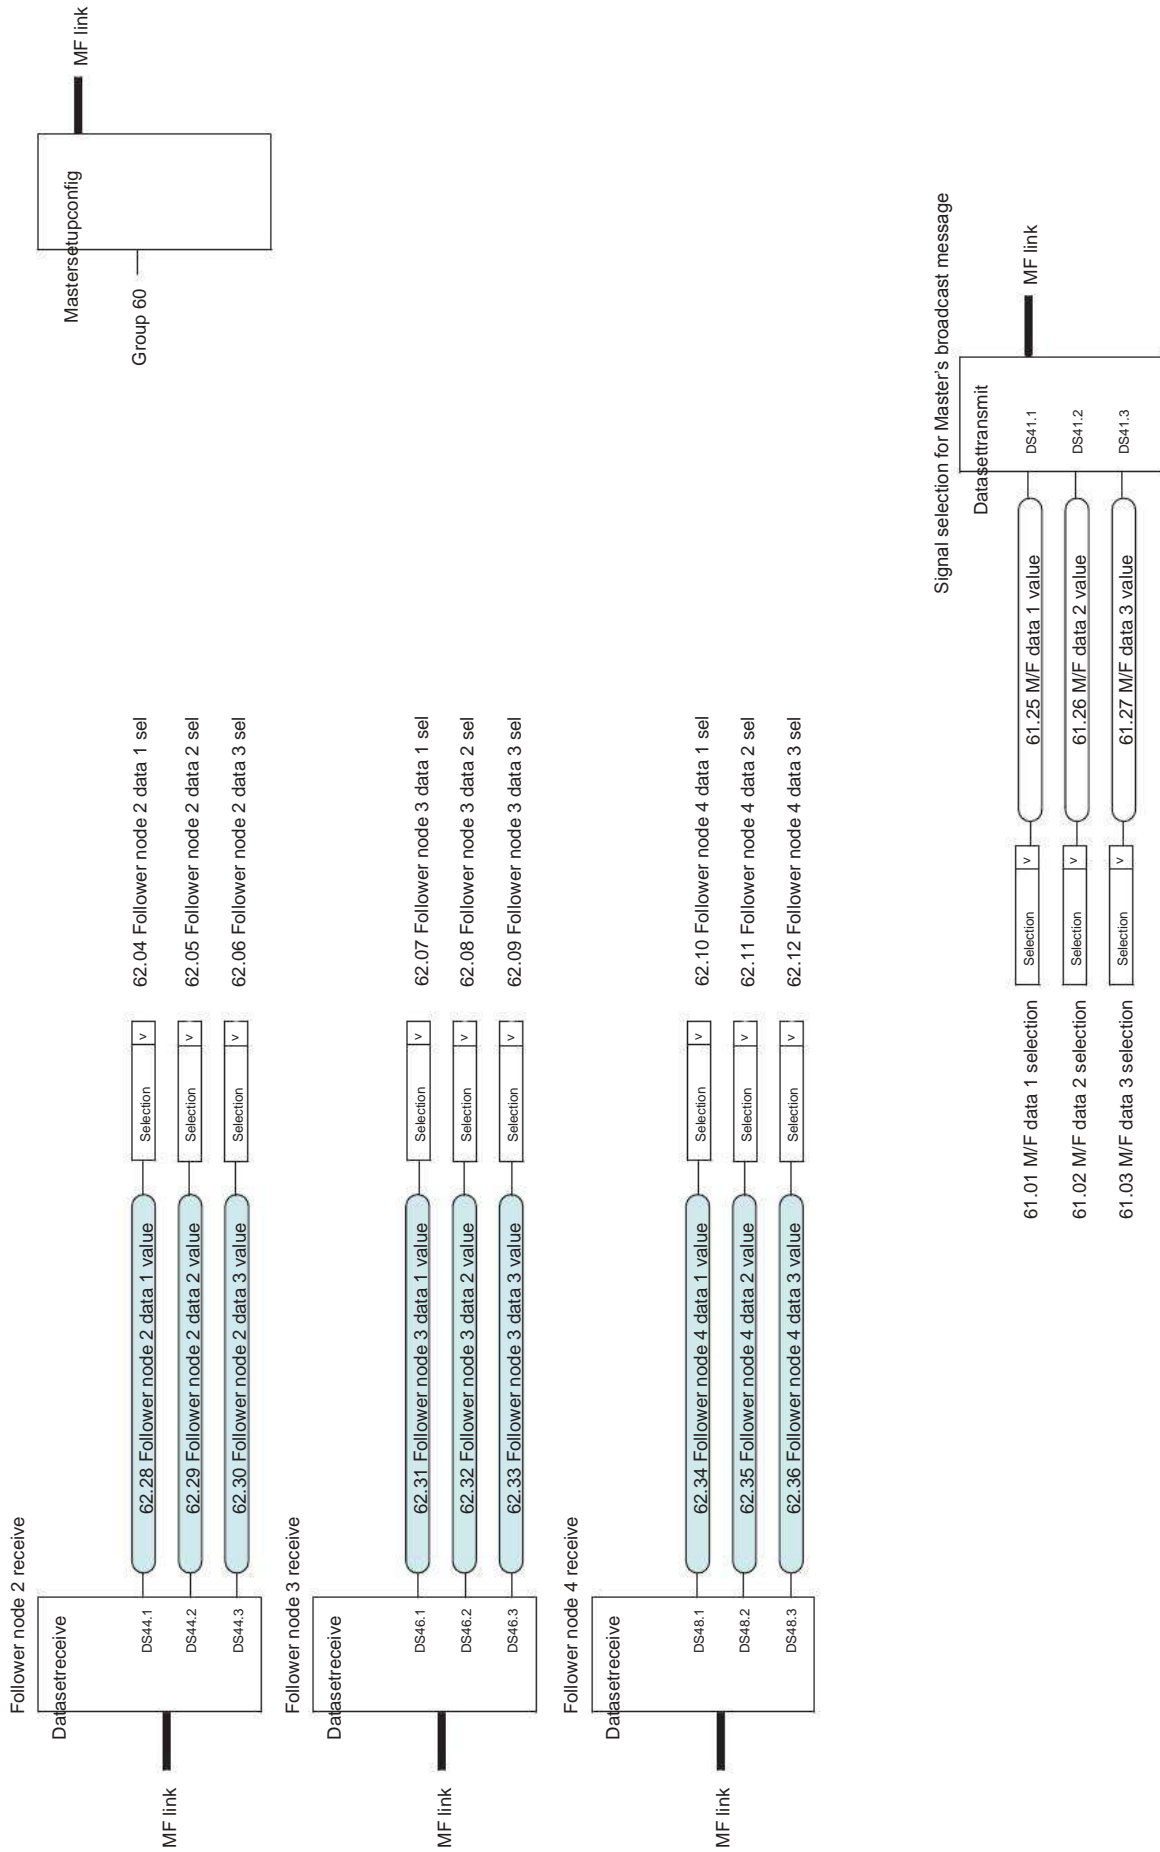 Follower node 2 receive
Datasetreceive
MF link
DS44.1
62.28 Follower node 2 data 1 value
Selection
v
62.04 Follower node 2 data 1 sel
DS44.2
62.29 Follower node 2 data 2 value
Selection
v
62.05 Follower node 2 data 2 sel
DS44.3
62.30 Follower node 2 data 3 value
Selection
v
62.06 Follower node 2 data 3 sel
Mastersetupconfig
MF link
Group 60
Follower node 3 receive
Datasetreceive
MF link
DS46.1
62.31 Follower node 3 data 1 value
Selection
v
62.07 Follower node 3 data 1 sel
DS46.2
62.32 Follower node 3 data 2 value
Selection
v
62.08 Follower node 3 data 2 sel
DS46.3
62.33 Follower node 3 data 3 value
Selection
v
62.09 Follower node 3 data 3 sel
Follower node 4 receive
Datasetreceive
MF link
DS48.1
62.34 Follower node 4 data 1 value
Selection
v
62.10 Follower node 4 data 1 sel
DS48.2
62.35 Follower node 4 data 2 value
Selection
v
62.11 Follower node 4 data 2 sel
DS48.3
62.36 Follower node 4 data 3 value
Selection
v
62.12 Follower node 4 data 3 sel
Signal selection for Master's broadcast message
Datasettransmit
61.01 M/F data 1 selection
Selection
v
61.25 M/F data 1 value
DS41.1
MF link
61.02 M/F data 2 selection
Selection
v
61.26 M/F data 2 value
DS41.2
61.03 M/F data 3 selection
Selection
v
61.27 M/F data 3 value
DS41.3